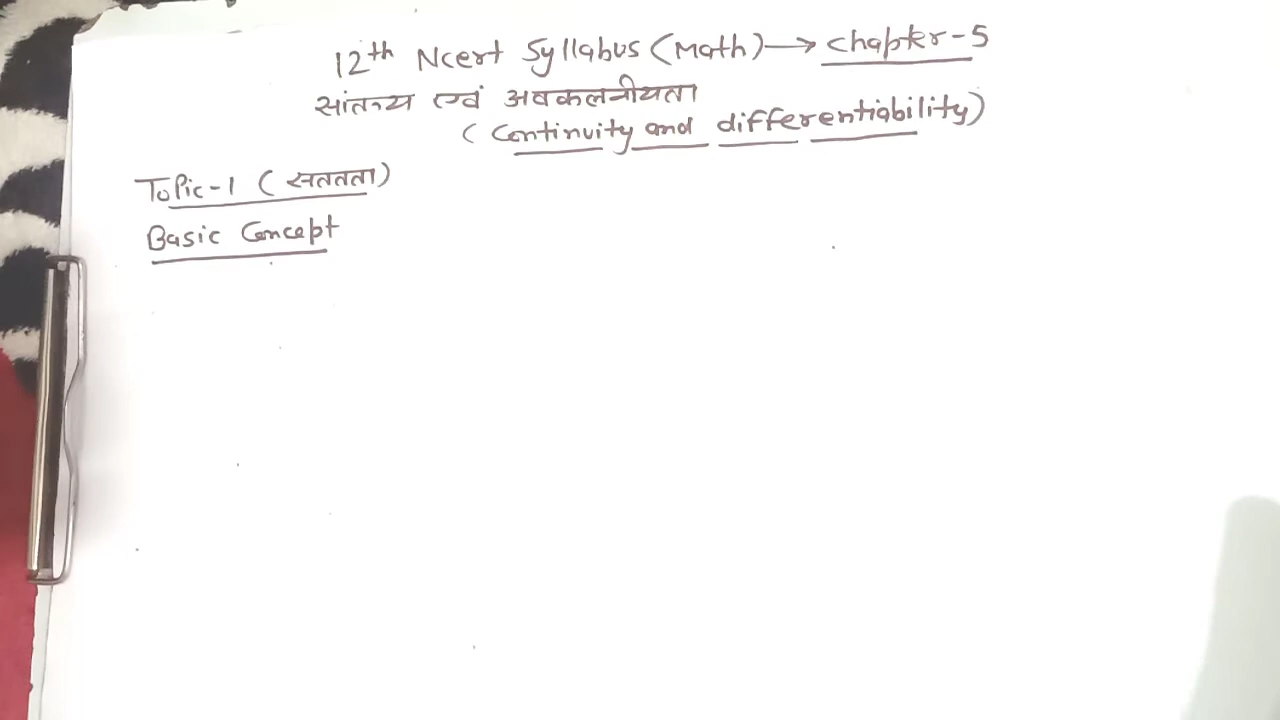 12th Ncert Syllabus (Math) → Chapter-5
सांतत्य एवं अवकलनीयता
(Continuity and differentiability)
Topic-1 (सततता)
Basic Concept